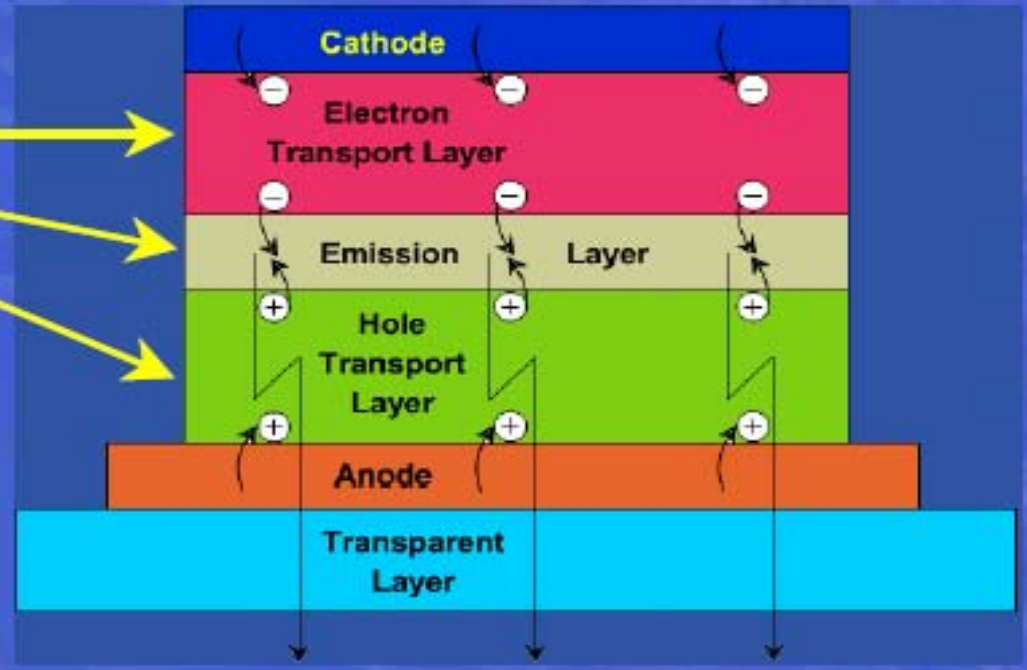 Cathode
Electron
Transport Layer
Emission Layer
Hole
Transport
Layer
Anode
Transparent
Layer